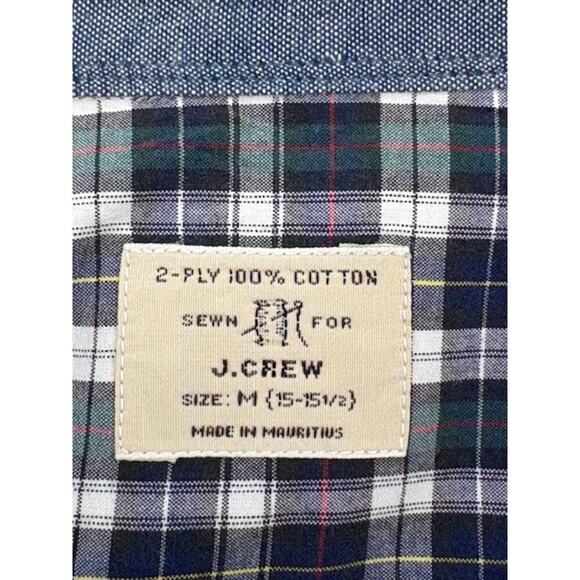 2-PLY 100% COTTON
SEWN FOR
J.CREW
SIZE: M {15-15 1/2}
MADE IN MAURITIUS